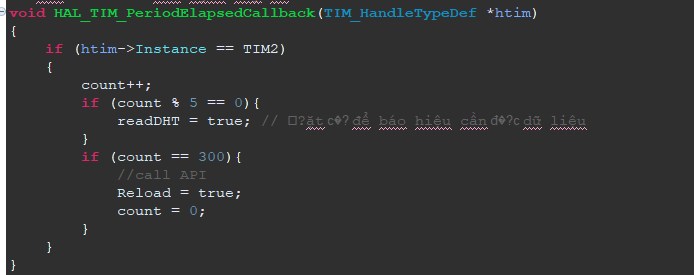 void HAL_TIM_PeriodElapsedCallback(TIM_HandleTypeDef *htim)
{
if (htim->Instance == TIM2)
{
count++;
if (count % 5 == 0){
readDHT = true; // �?ặt c�? để báo hiệu cần đ�?c dữ liêu
}
if (count == 300){
//call API
Reload = true;
count = 0;
}
}
}